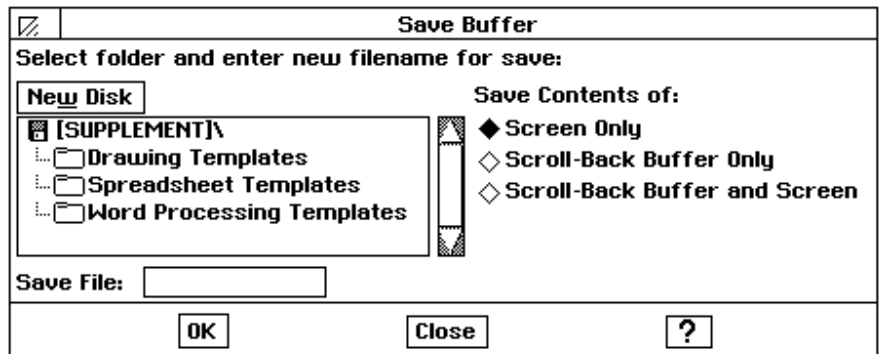 Save Buffer
Select folder and enter new filename for save:
New Disk
[SUPPLEMENT]\
Drawing Templates
Spreadsheet Templates
Word Processing Templates
Save Contents of:
Screen Only
Scroll-Back Buffer Only
Scroll-Back Buffer and Screen
Save File:
OK
Close
?